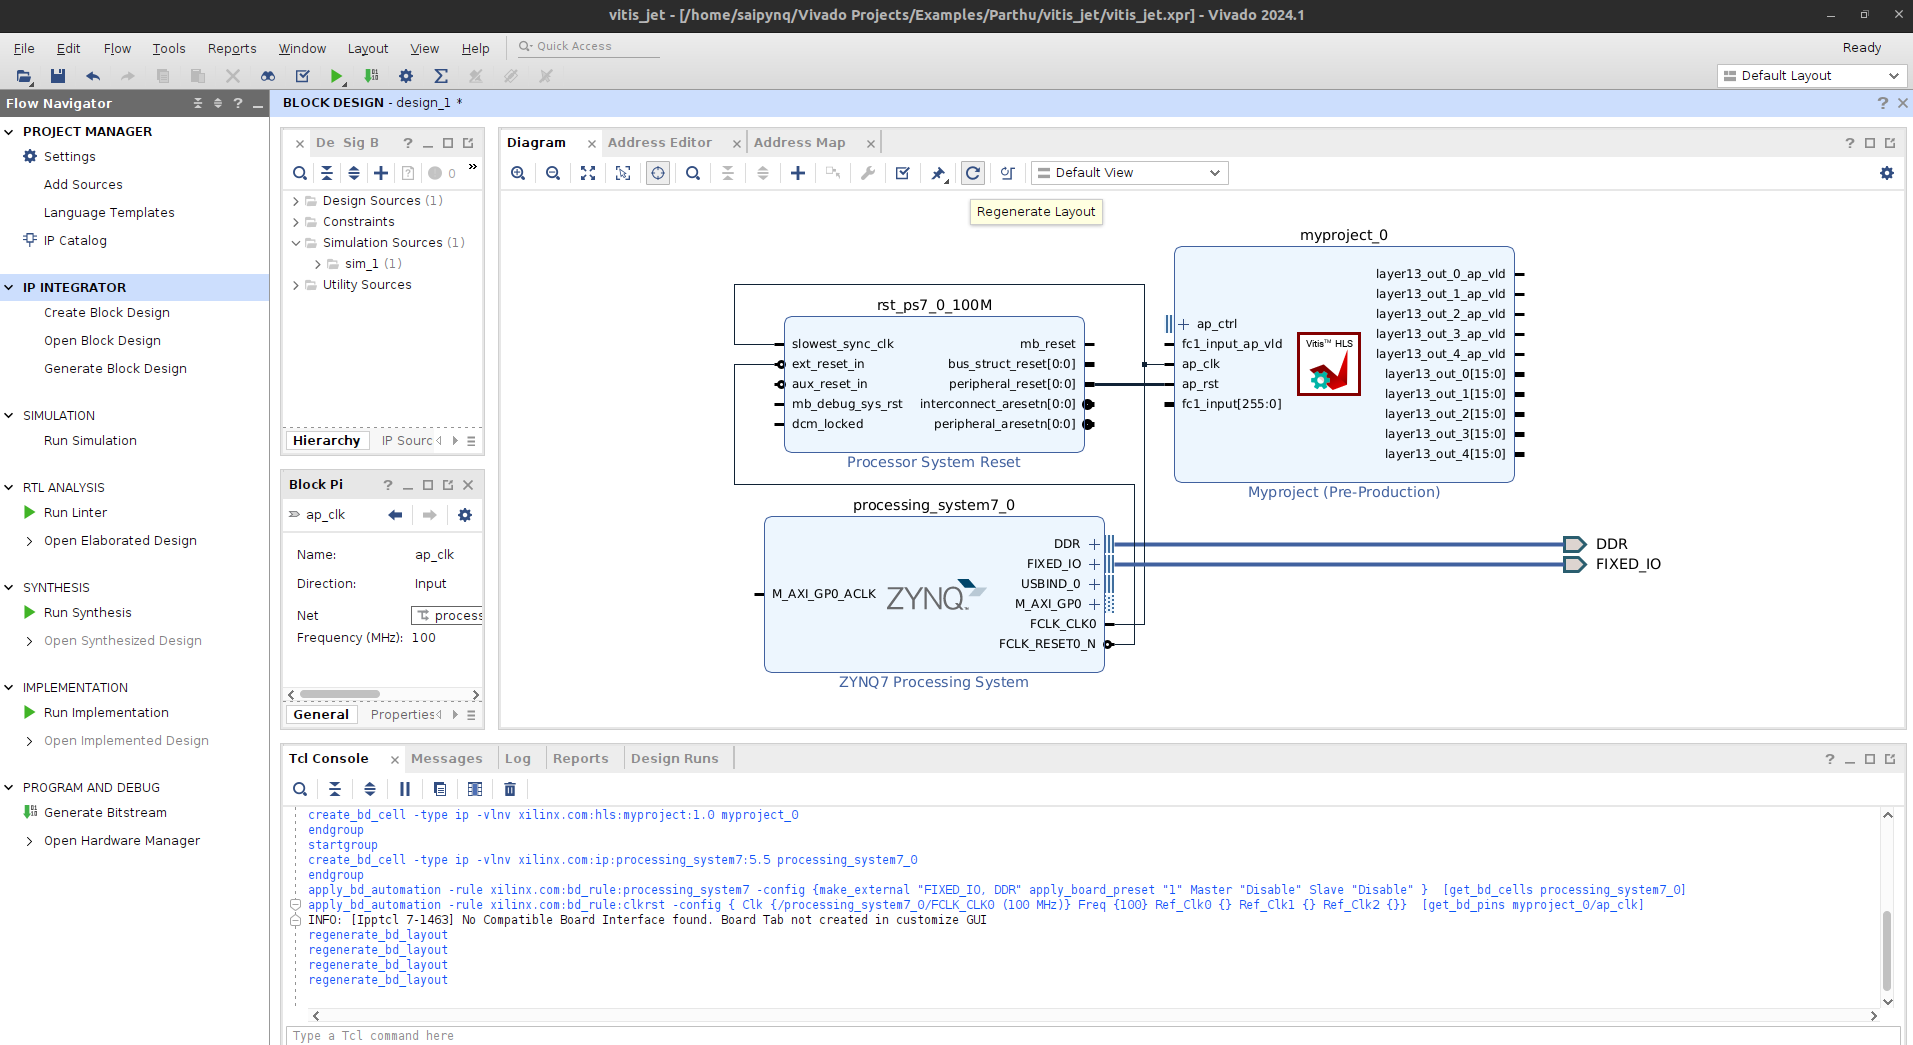 vitis_jet - [/home/saipynq/Vivado Projects/Examples/Parthu/vitis_jet/vitis_jet.xpr] - Vivado 2024.1
File Edit Flow Tools Reports Window Layout View Help Quick Access
Ready
Default Layout
Flow Navigator
PROJECT MANAGER
Settings
Add Sources
Language Templates
IP Catalog
IP INTEGRATOR
Create Block Design
Open Block Design
Generate Block Design
SIMULATION
Run Simulation
RTL ANALYSIS
Run Linter
Open Elaborated Design
SYNTHESIS
Run Synthesis
Open Synthesized Design
IMPLEMENTATION
Run Implementation
Open Implemented Design
PROGRAM AND DEBUG
Generate Bitstream
Open Hardware Manager
BLOCK DESIGN - design_1 *
De Sig B
0
Design Sources (1)
Constraints
Simulation Sources (1)
sim_1 (1)
Utility Sources
Hierarchy IP Sourc
Block Pi
ap_clk
Name: ap_clk
Direction: Input
Net process
Frequency (MHz): 100
General Properties
Diagram Address Editor Address Map
Default View
Regenerate Layout
rst_ps7_0_100M
slowest_sync_clk mb_reset
ext_reset_in bus_struct_reset[0:0]
aux_reset_in peripheral_reset[0:0]
mb_debug_sys_rst interconnect_aresetn[0:0]
dcm_locked peripheral_aresetn[0:0]
Processor System Reset
myproject_0
layer13_out_0_ap_vld
layer13_out_1_ap_vld
layer13_out_2_ap_vld
ap_ctrl layer13_out_3_ap_vld
fc1_input_ap_vld Vitis™ HLS layer13_out_4_ap_vld
ap_clk layer13_out_0[15:0]
ap_rst layer13_out_1[15:0]
fc1_input[255:0] layer13_out_2[15:0]
layer13_out_3[15:0]
layer13_out_4[15:0]
Myproject (Pre-Production)
processing_system7_0
DDR
FIXED_IO
USBIND_0
M_AXI_GP0_ACLK ZYNQ M_AXI_GP0
FCLK_CLK0
FCLK_RESET0_N
ZYNQ7 Processing System
DDR
FIXED_IO
Tcl Console Messages Log Reports Design Runs
create_bd_cell -type ip -vlnv xilinx.com:hls:myproject:1.0 myproject_0
endgroup
startgroup
create_bd_cell -type ip -vlnv xilinx.com:ip:processing_system7:5.5 processing_system7_0
endgroup
apply_bd_automation -rule xilinx.com:bd_rule:processing_system7 -config {make_external "FIXED_IO, DDR" apply_board_preset "1" Master "Disable" Slave "Disable" } [get_bd_cells processing_system7_0]
apply_bd_automation -rule xilinx.com:bd_rule:clkrst -config { Clk {/processing_system7_0/FCLK_CLK0 (100 MHz)} Freq {100} Ref_Clk0 {} Ref_Clk1 {} Ref_Clk2 {}} [get_bd_pins myproject_0/ap_clk]
INFO: [Ipptcl 7-1463] No Compatible Board Interface found. Board Tab not created in customize GUI
regenerate_bd_layout
regenerate_bd_layout
regenerate_bd_layout
regenerate_bd_layout
Type a Tcl command here